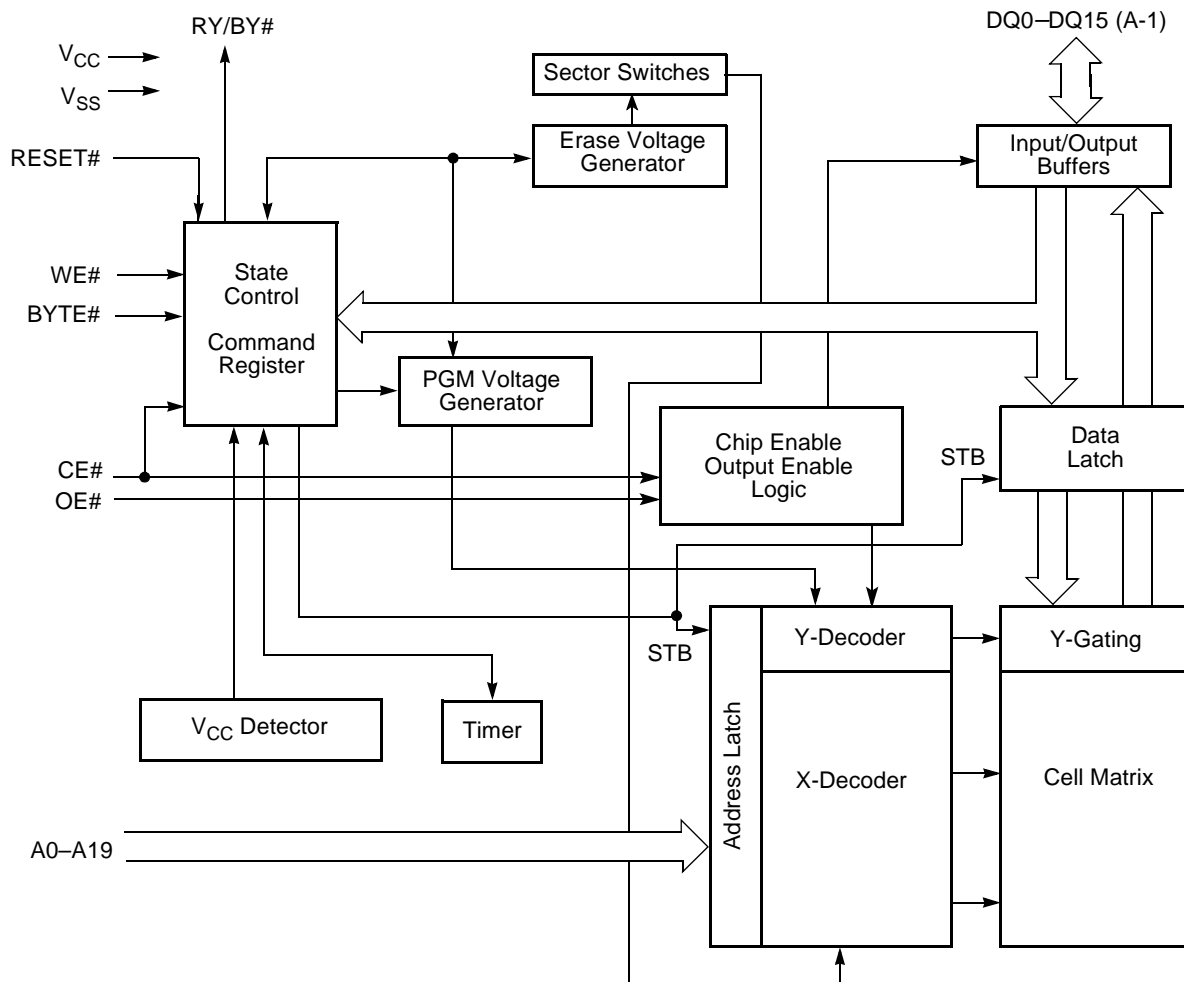 RY/BY#
DQ0–DQ15 (A-1)
VCC
VSS
Sector Switches
Erase Voltage
Generator
Input/Output
Buffers
RESET#
WE#
BYTE#
State
Control
Command
Register
PGM Voltage
Generator
Chip Enable
Output Enable
Logic
Data
Latch
STB
CE#
OE#
STB
Y-Decoder
Y-Gating
VCC Detector
Timer
Address Latch
X-Decoder
Cell Matrix
A0–A19